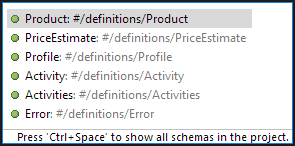 Product: #/definitions/Product
PriceEstimate: #/definitions/PriceEstimate
Profile: #/definitions/Profile
Activity: #/definitions/Activity
Activities: #/definitions/Activities
Error: #/definitions/Error
Press 'Ctrl+Space' to show all schemas in the project.